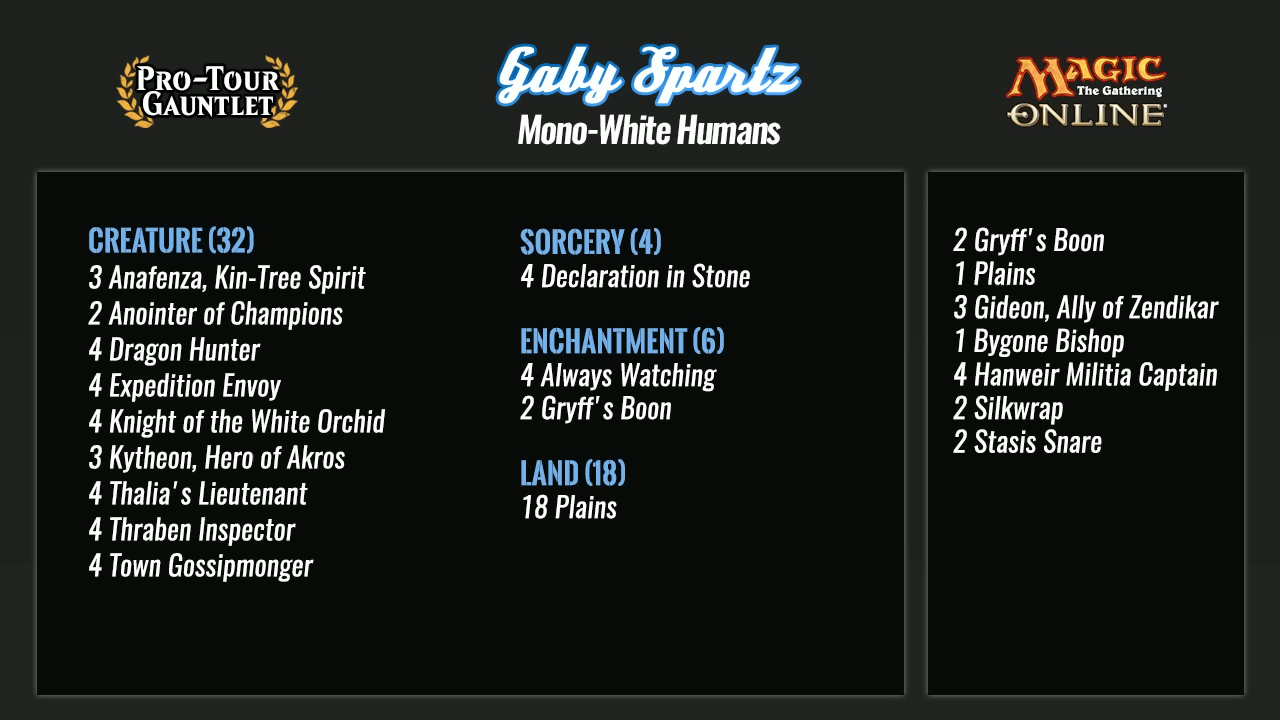 PRO-TOUR
GAUNTLET
Gaby Spartz
Mono-White Humans
MAGIC
The Gathering
ONLINE
CREATURE (32)
3 Anafenza, Kin-Tree Spirit
2 Anointer of Champions
4 Dragon Hunter
4 Expedition Envoy
4 Knight of the White Orchid
3 Kytheon, Hero of Akros
4 Thalia's Lieutenant
4 Thraben Inspector
4 Town Gossipmonger
SORCERY (4)
4 Declaration in Stone
ENCHANTMENT (6)
4 Always Watching
2 Gryff's Boon
LAND (18)
18 Plains
2 Gryff's Boon
1 Plains
3 Gideon, Ally of Zendikar
1 Bygone Bishop
4 Hanweir Militia Captain
2 Silkwrap
2 Stasis Snare